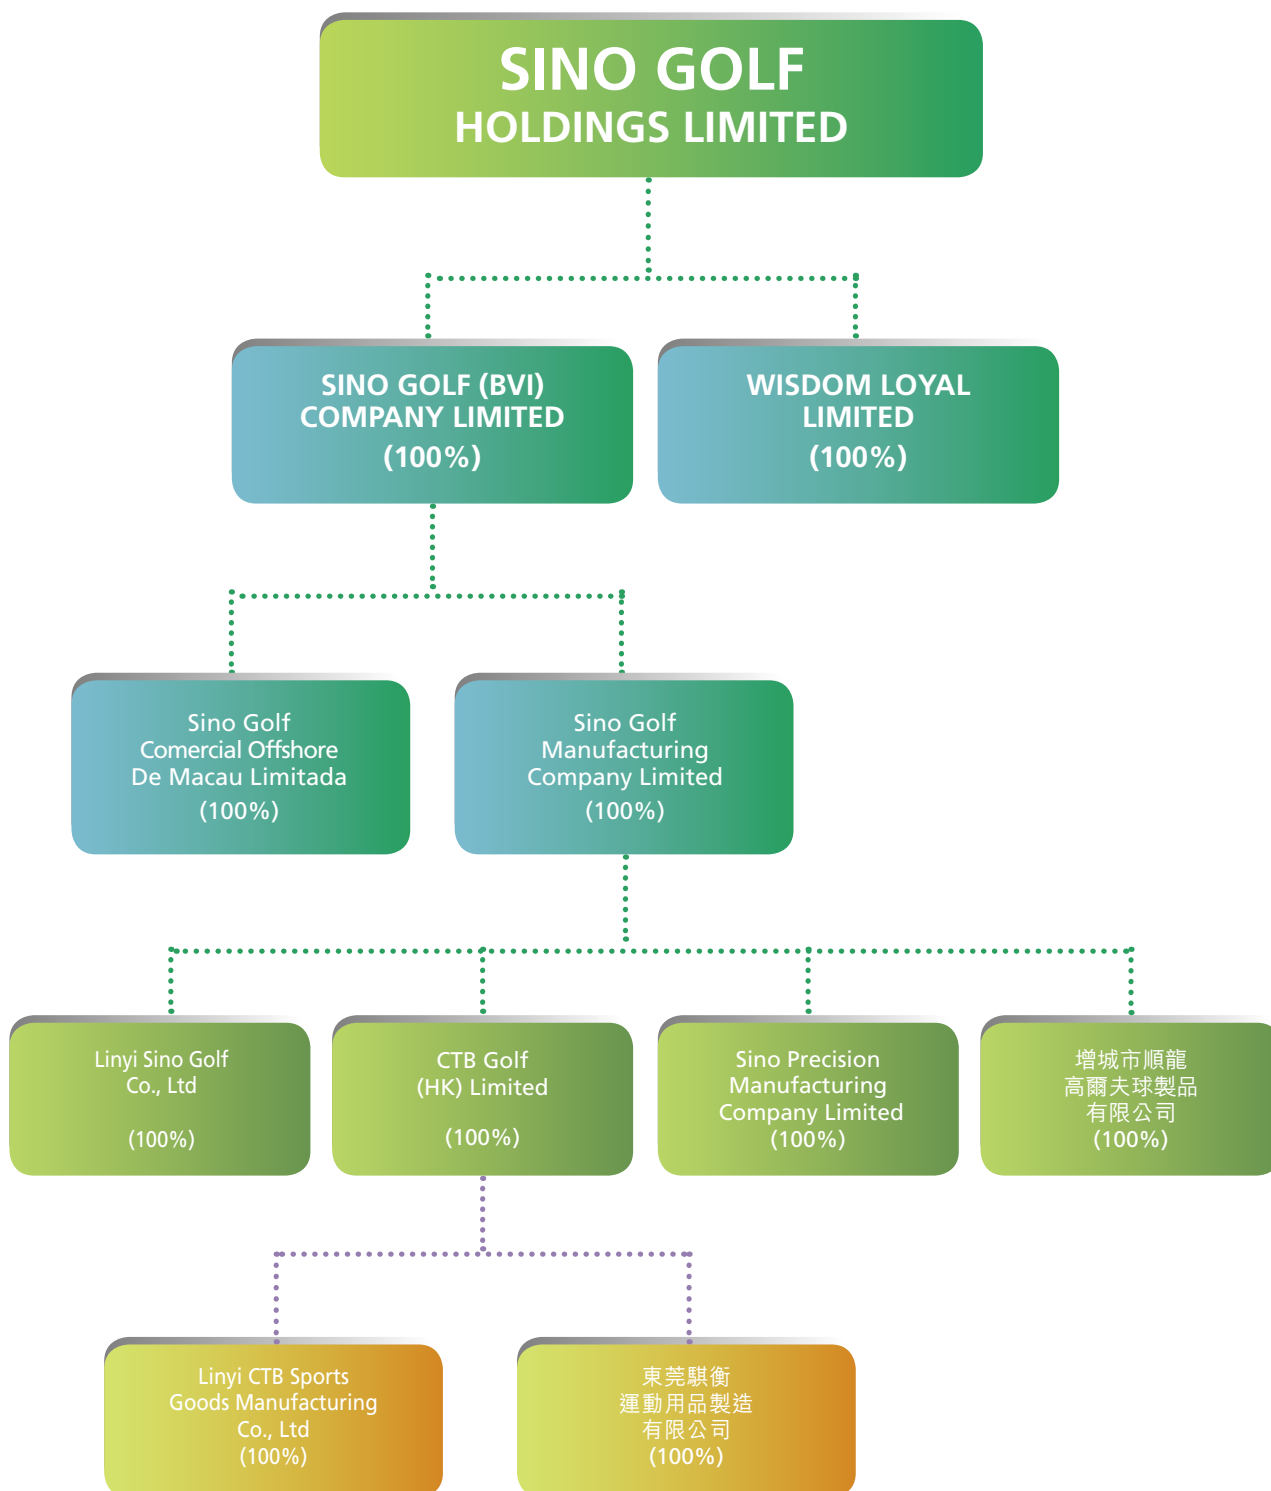 SINO GOLF
HOLDINGS LIMITED
SINO GOLF (BVI)
COMPANY LIMITED
(100%)
WISDOM LOYAL
LIMITED
(100%)
Sino Golf
Comercial Offshore
De Macau Limitada
(100%)
Sino Golf
Manufacturing
Company Limited
(100%)
Linyi Sino Golf
Co., Ltd
(100%)
CTB Golf
(HK) Limited
(100%)
Sino Precision
Manufacturing
Company Limited
(100%)
增城市順龍
高爾夫球製品
有限公司
(100%)
Linyi CTB Sports
Goods Manufacturing
Co., Ltd
(100%)
東莞騏衡
運動用品製造
有限公司
(100%)